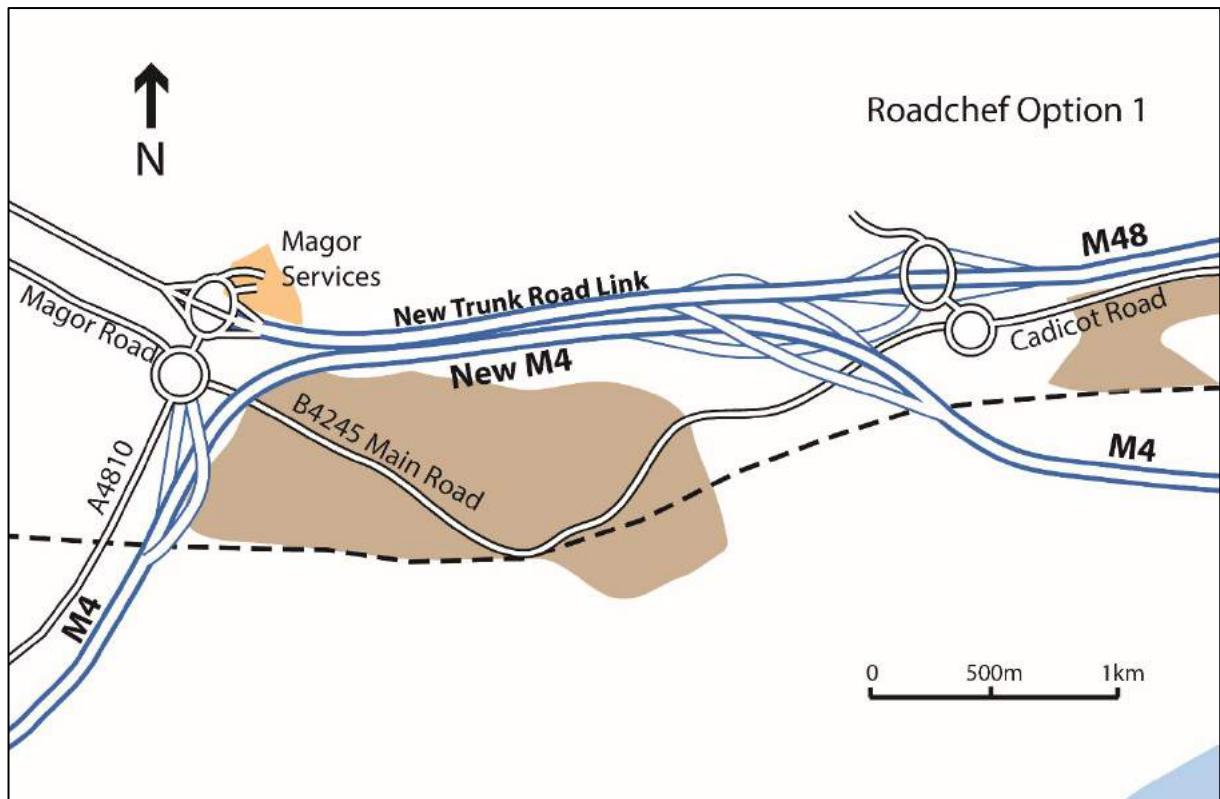 Roadchef Option 1
N
Magor
Services
M48
New Trunk Road Link
Magor Road
Cadicot Road
New M4
B4245 Main Road
A4810
M4
M4
0 500m 1km